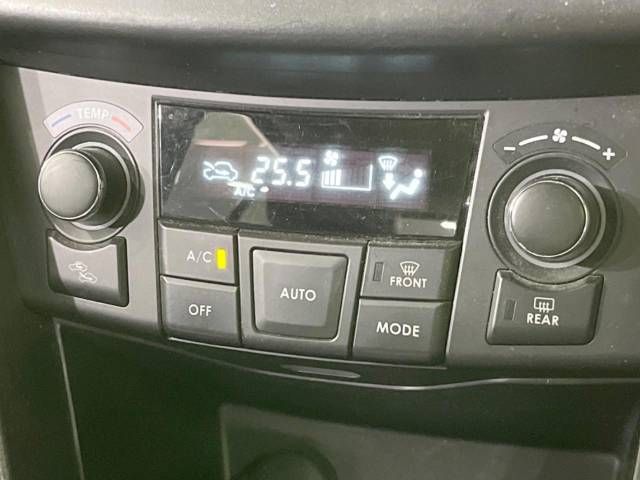 TEMP
- +
25.5
A/C
A/C
OFF
AUTO
FRONT
MODE
REAR